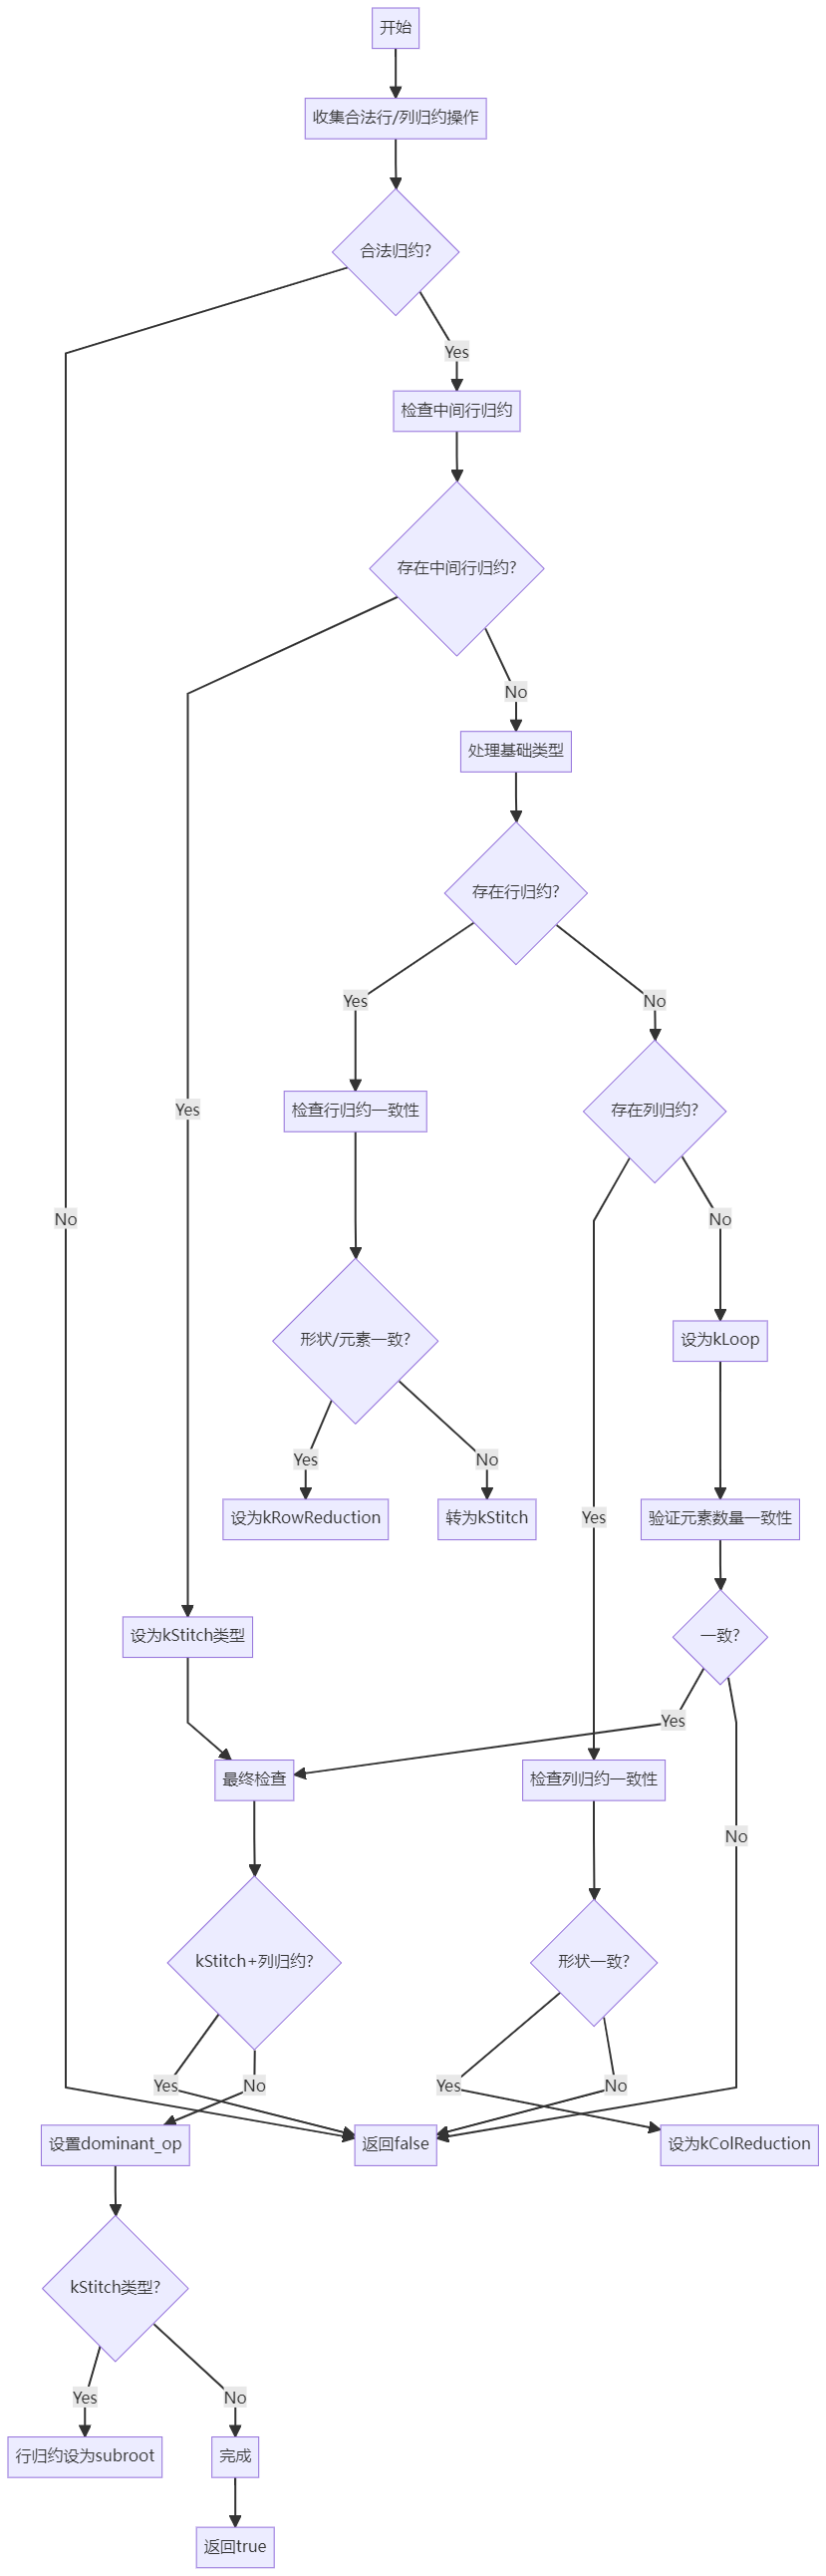 开始
收集合法行/列归约操作
合法归约?
Yes
检查中间行归约
存在中间行归约?
No
处理基础类型
存在行归约?
Yes
No
检查行归约一致性
Yes
存在列归约?
No
No
形状/元素一致?
设为kLoop
Yes
No
设为kRowReduction
转为kStitch
Yes
验证元素数量一致性
设为kStitch类型
一致?
Yes
最终检查
检查列归约一致性
No
kStitch+列归约?
形状一致?
Yes
No
Yes
No
设置dominant_op
返回false
设为kColReduction
kStitch类型?
Yes
No
行归约设为subroot
完成
返回true